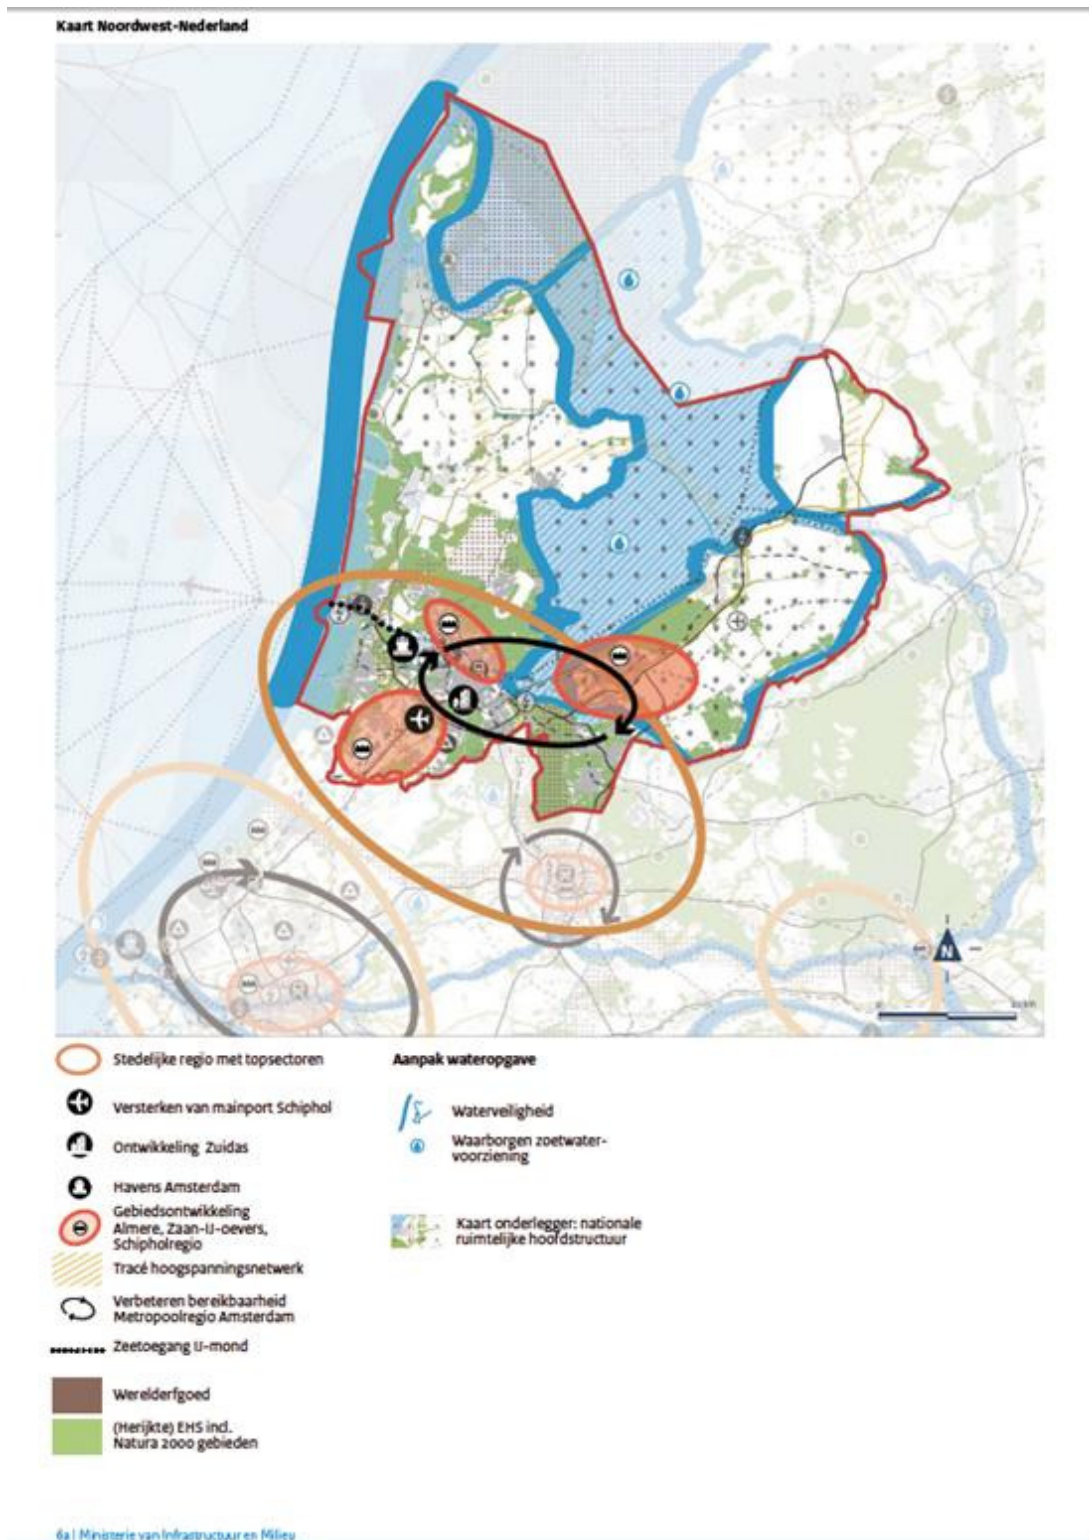 Kaart Noordwest-Nederland
N
0
Stedelijke regio met topsectoren
Versterken van mainport Schiphol
Ontwikkeling Zuidas
Havens Amsterdam
Gebiedsontwikkeling
Almere, Zaan-IJ-oevers,
Schipholregio
Tracé hoogspanningsnetwerk
Verbeteren bereikbaarheid
Metropoolregio Amsterdam
Zeetoegang IJ-mond
Werelderfgoed
(Herijkte) EHS incl.
Natura 2000 gebieden
Aanpak wateropgave
Waterveiligheid
Waarborgen zoetwater-
voorziening
Kaart onderlegger: nationale
ruimtelijke hoofdstructuur
| Ministerie van Infrastructuur en Milieu